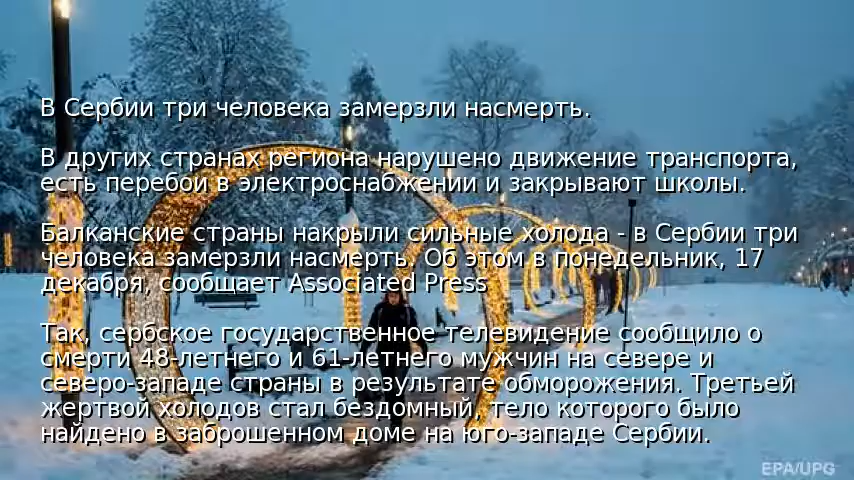 В Сербии три человека замерзли насмерть.
В других странах региона нарушено движение транспорта,
есть перебои в электроснабжении и закрывают школы.
Балканские страны накрыли сильные холода - в Сербии три
человека замерзли насмерть. Об этом в понедельник, 17
декабря, сообщает Associated Press
Так, сербское государственное телевидение сообщило о
смерти 48-летнего и 61-летнего мужчин на севере и
северо-западе страны в результате обморожения. Третьей
жертвой холодов стал бездомный, тело которого было
найдено в заброшенном доме на юго-западе Сербии.
EPA/UPG